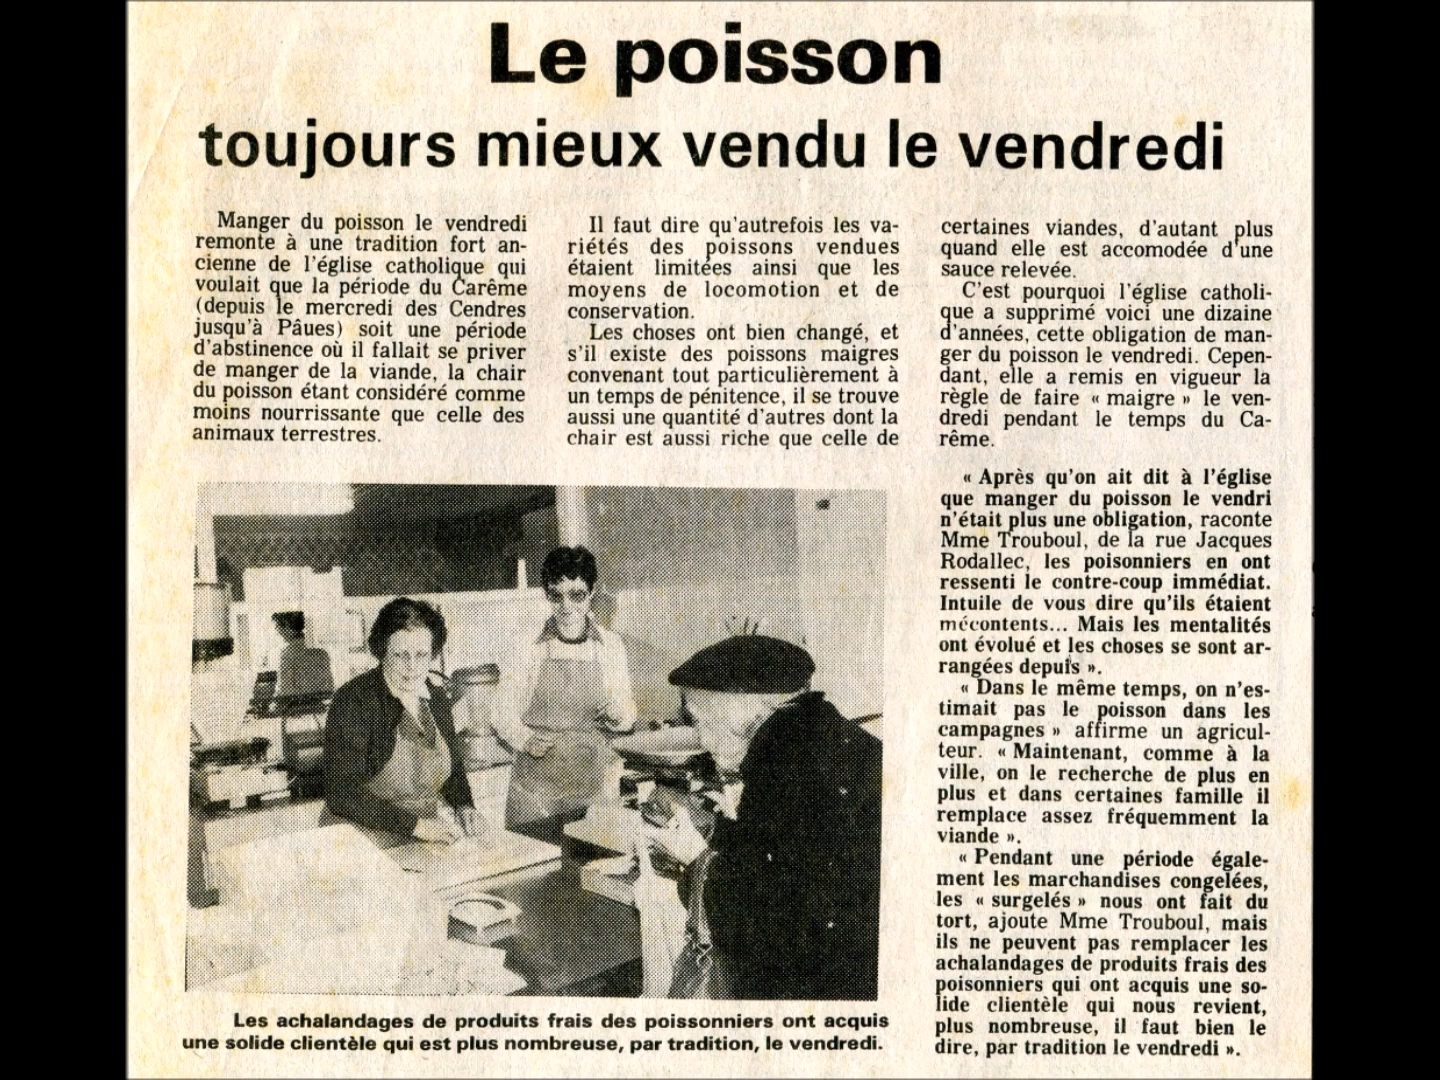 Le poisson
toujours mieux vendu le vendredi
Manger du poisson le vendredi
remonte à une tradition fort an-
cienne de l'église catholique qui
voulait que la période du Carême
(depuis le mercredi des Cendres
jusqu'à Pâues) soit une période
d'abstinence où il fallait se priver
de manger de la viande, la chair
du poisson étant considéré comme
moins nourrissante que celle des
animaux terrestres.
Il faut dire qu'autrefois les va-
riétés des poissons vendues
étaient limitées ainsi que les
moyens de locomotion et de
conservation.
Les choses ont bien changé, et
s'il existe des poissons maigres
convenant tout particulièrement à
un temps de pénitence, il se trouve
aussi une quantité d'autres dont la
chair est aussi riche que celle de
certaines viandes, d'autant plus
quand elle est accomodée d'une
sauce relevée.
C'est pourquoi l'église catholi-
que a supprimé voici une dizaine
d'années, cette obligation de man-
ger du poisson le vendredi. Cepen-
dant, elle a remis en vigueur la
règle de faire « maigre » le ven-
dredi pendant le temps du Ca-
rême.
« Après qu'on ait dit à l'église
que manger du poisson le vendri
n'était plus une obligation, raconte
Mme Trouboul, de la rue Jacques
Rodallec, les poisonniers en ont
ressenti le contre-coup immédiat.
Intuile de vous dire qu'ils étaient
mécontents... Mais les mentalités
ont évolué et les choses se sont ar-
rangées depuis ».
« Dans le même temps, on n'es-
timait pas le poisson dans les
campagnes » affirme un agricul-
teur. « Maintenant, comme à la
ville, on le recherche de plus en
plus et dans certaines famille il
remplace assez fréquemment la
viande ».
« Pendant une période égale-
ment les marchandises congelées,
les « surgelés » nous ont fait du
tort, ajoute Mme Trouboul, mais
ils ne peuvent pas remplacer les
achalandages de produits frais des
poisonniers qui ont acquis une so-
lide clientèle qui nous revient,
plus nombreuse, il faut bien le
dire, par tradition le vendredi ».
Les achalandages de produits frais des poissonniers ont acquis
une solide clientèle qui est plus nombreuse, par tradition, le vendredi.